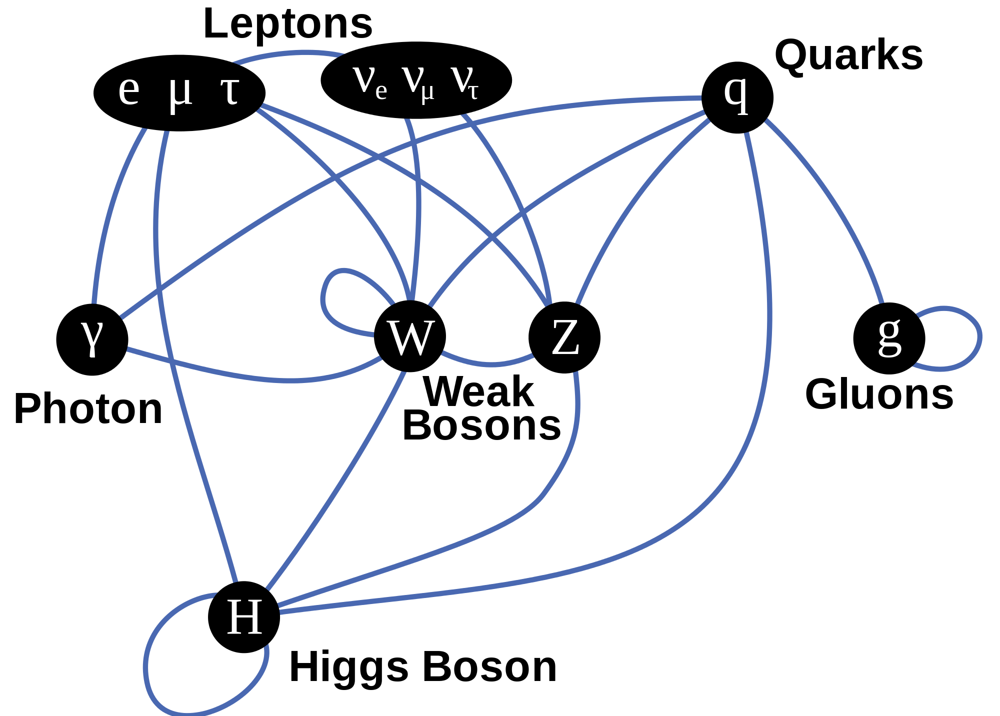 Leptons
Quarks
e μ τ
νe νμ ντ
q
γ
W
Z
g
Photon
Weak
Bosons
Gluons
H
Higgs Boson